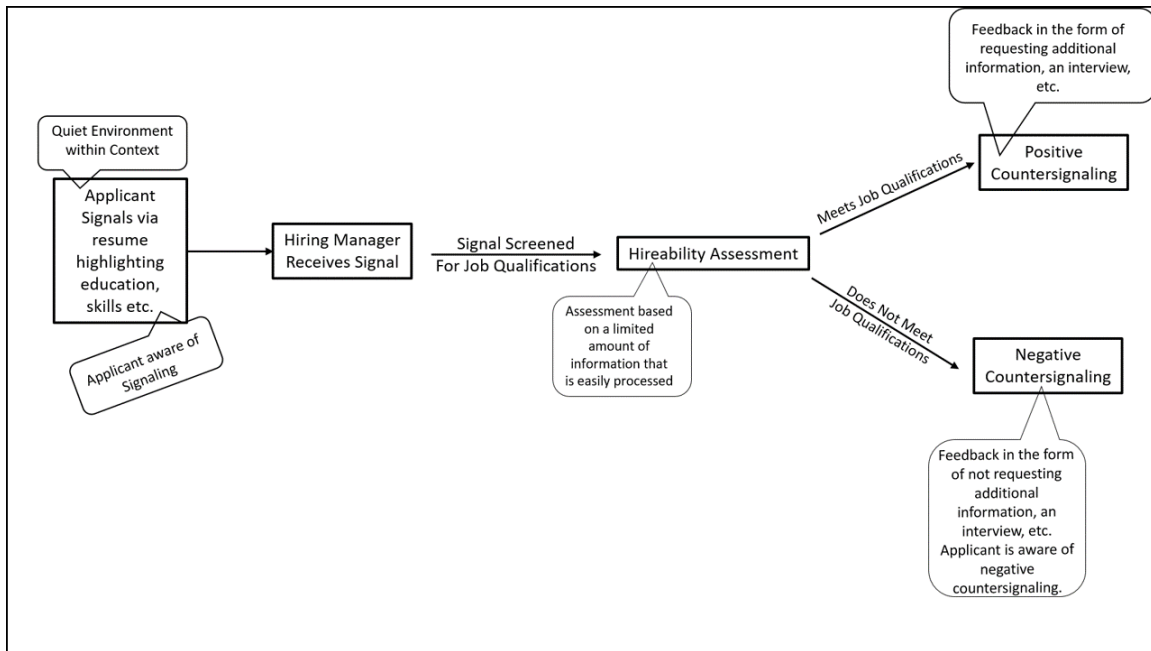 Quiet Environment
within Context
Applicant
Signals via
resume
highlighting
education,
skills etc.
Applicant aware of
Signaling
Hiring Manager
Receives Signal
Signal Screened
For Job Qualifications
Hireability Assessment
Assessment based
on a limited
amount of
information that
is easily processed
Meets Job Qualifications
Feedback in the form of
requesting additional
information, an interview,
etc.
Positive
Countersignaling
Does Not Meet
Job Qualifications
Negative
Countersignaling
Feedback in the form
of not requesting
additional
information, an
interview, etc.
Applicant is aware of
negative
countersignaling.